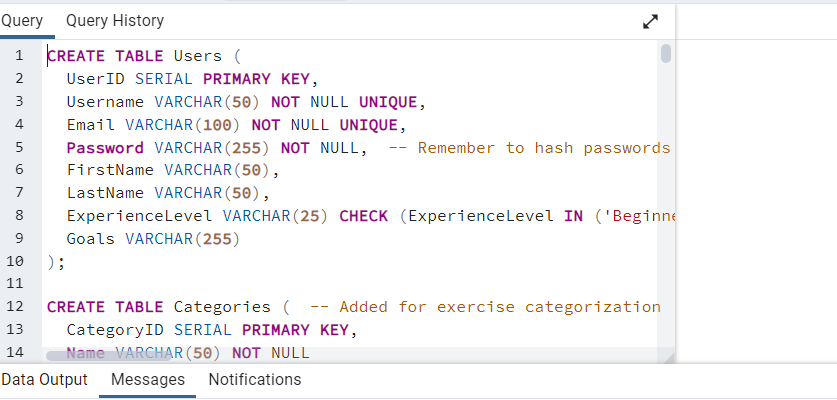 Query Query History
1 CREATE TABLE Users (
2 UserID SERIAL PRIMARY KEY,
3 Username VARCHAR(50) NOT NULL UNIQUE,
4 Email VARCHAR(100) NOT NULL UNIQUE,
5 Password VARCHAR(255) NOT NULL, -- Remember to hash passwords
6 FirstName VARCHAR(50),
7 LastName VARCHAR(50),
8 ExperienceLevel VARCHAR(25) CHECK (ExperienceLevel IN ('Beginne
9 Goals VARCHAR(255)
10 );
11
12 CREATE TABLE Categories ( -- Added for exercise categorization
13 CategoryID SERIAL PRIMARY KEY,
14 Name VARCHAR(50) NOT NULL
Data Output Messages Notifications